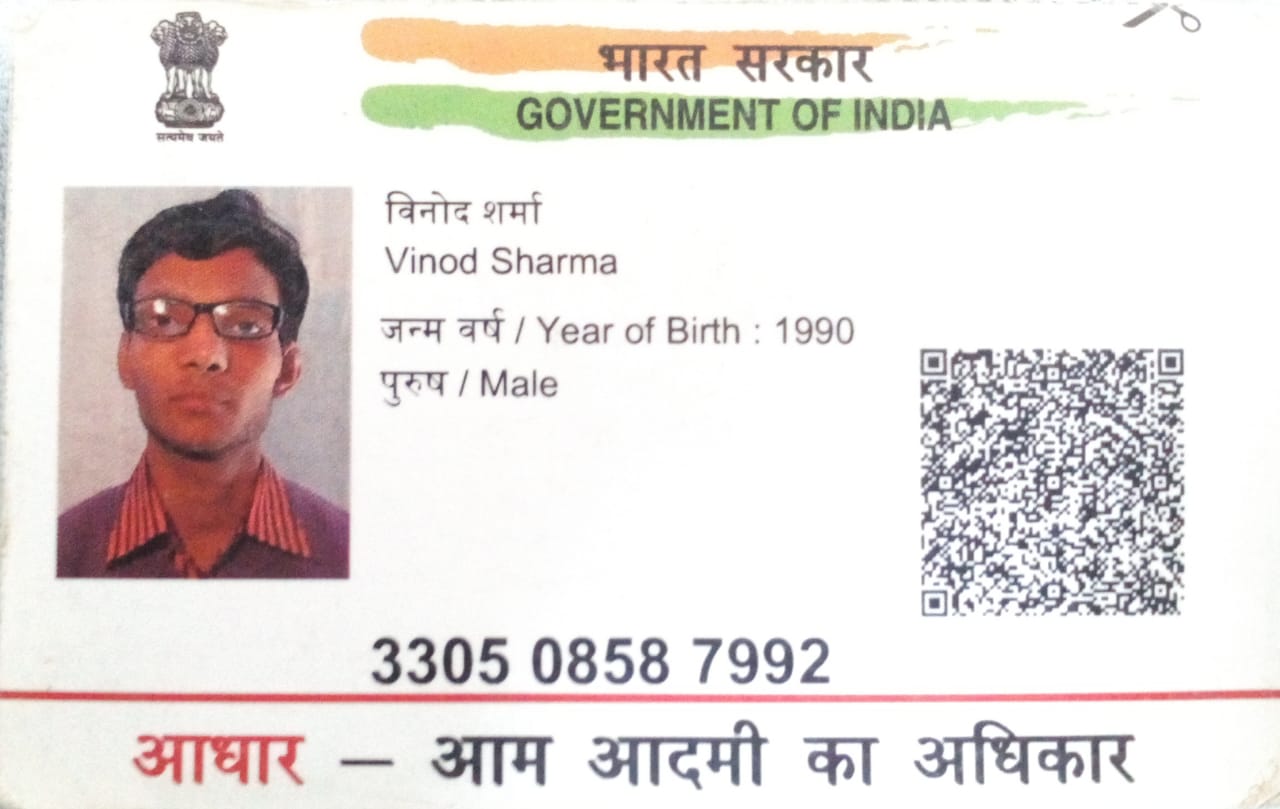 सत्यमेव जयते
भारत सरकार
GOVERNMENT OF INDIA
विनोद शर्मा
Vinod Sharma
जन्म वर्ष / Year of Birth : 1990
पुरुष / Male
3305 0858 7992
आधार – आम आदमी का अधिकार